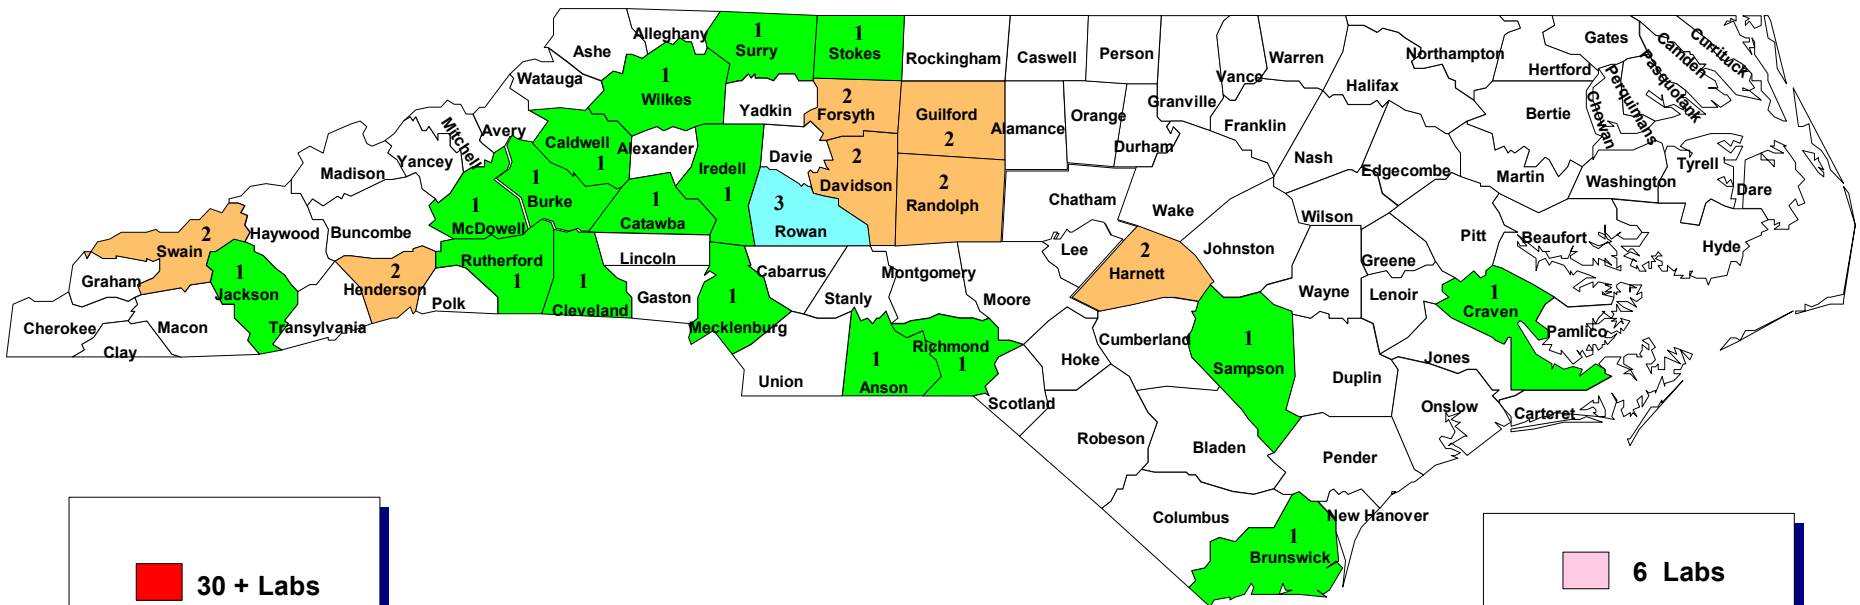 Alleghany
Ashe
1
Surry
1
Stokes
Rockingham
Caswell
Person
Vance
Warren
Northampton
Gates
Hertford
Camden
Currituck
Pasquotank
Perquimans
Chowan
Watauga
1
Wilkes
Yadkin
2
Forsyth
Guilford
2
Alamance
Orange
Durham
Granville
Franklin
Halifax
Bertie
Mitchell
Avery
Caldwell
1
Alexander
Iredell
1
Davie
2
Davidson
2
Randolph
Chatham
Wake
Nash
Edgecombe
Martin
Washington
Tyrell
Dare
Madison
Yancey
1
McDowell
1
Burke
1
Catawba
3
Rowan
Wilson
Johnston
Pitt
Beaufort
Hyde
Swain
2
Haywood
Buncombe
Rutherford
1
Lincoln
Cabarrus
Montgomery
Lee
2
Harnett
Greene
Wayne
Lenoir
1
Craven
Pamlico
Graham
1
Jackson
2
Henderson
Polk
1
Cleveland
Gaston
1
Mecklenburg
Stanly
Moore
Cherokee
Clay
Macon
Transylvania
Union
1
Anson
Richmond
1
Hoke
Cumberland
1
Sampson
Duplin
Jones
Scotland
Robeson
Bladen
Pender
Onslow
Carteret
Columbus
1
Brunswick
New Hanover
30 + Labs
6 Labs